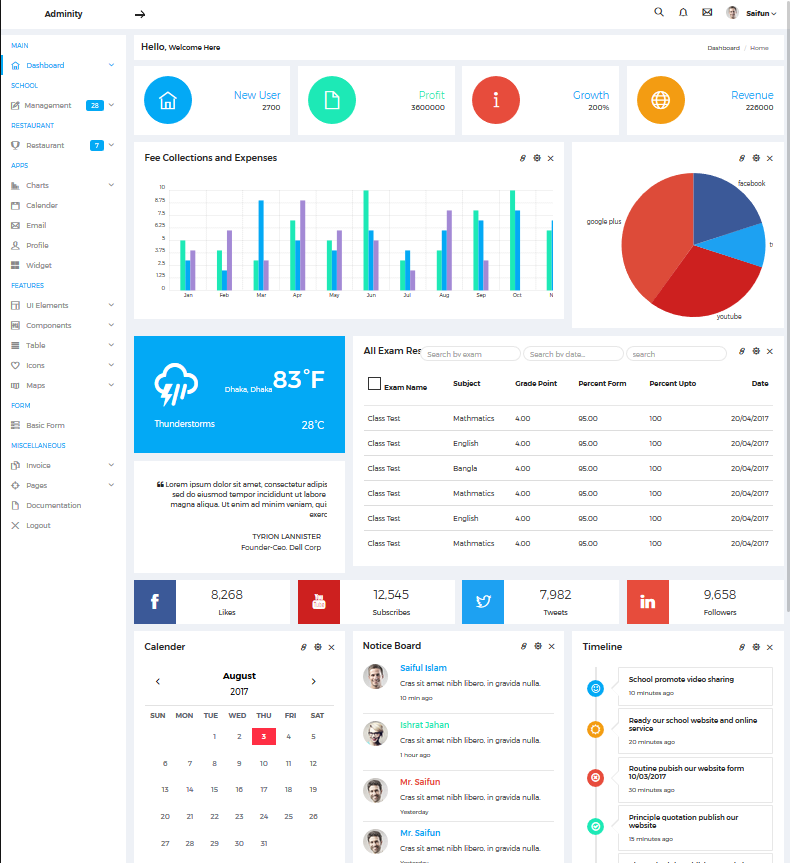 Adminity
Saifun
MAIN
Dashboard
SCHOOL
Management 28
RESTAURANT
Restaurant 7
APPS
Charts
Calender
Email
Profile
Widget
FEATURES
UI Elements
Components
Table
Icons
Maps
FORM
Basic Form
MISCELLANEOUS
Invoice
Pages
Documentation
Logout
Hello, Welcome Here
Dashboard / Home
New User
2700
Profit
3600000
Growth
200%
Revenue
226000
Fee Collections and Expenses
10
8.75
7.5
6.25
5
3.75
2.5
1.25
0
Jan Feb Mar Apr May Jun Jul Aug Sep Oct N
facebook
google plus
youtube
Dhaka, Dhaka 83°F
Thunderstorms 28°C
All Exam Res
Search by exam Search by date... search
Exam Name Subject Grade Point Percent Form Percent Upto Date
Class Test Mathmatics 4.00 95.00 100 20/04/2017
Class Test English 4.00 95.00 100 20/04/2017
Class Test Bangla 4.00 95.00 100 20/04/2017
Class Test Mathmatics 4.00 95.00 100 20/04/2017
Class Test English 4.00 95.00 100 20/04/2017
Class Test Mathmatics 4.00 95.00 100 20/04/2017
Lorem ipsum dolor sit amet, consectetur adipis
sed do eiusmod tempor incididunt ut labore
magna aliqua. Ut enim ad minim veniam, qui
exerc
TYRION LANNISTER
Founder-Ceo. Dell Corp
f
8,268
Likes
You Tube
12,545
Subscribes
7,982
Tweets
in
9,658
Followers
Calender
August
2017
SUN MON TUE WED THU FRI SAT
1 2 3 4 5
6 7 8 9 10 11 12
13 14 15 16 17 18 19
20 21 22 23 24 25 26
27 28 29 30 31
Notice Board
Saiful Islam
Cras sit amet nibh libero. in gravida nulla.
10 min ago
Ishrat Jahan
Cras sit amet nibh libero. in gravida nulla.
1 hour ago
Mr. Saifun
Cras sit amet nibh libero. in gravida nulla.
Yesterday
Mr. Saifun
Cras sit amet nibh libero. in gravida nulla.
Timeline
School promote video sharing
10 minutes ago
Ready our school website and online
service
20 minutes ago
Routine pubish our website form
10/03/2017
30 minutes ago
Principle quotation publish our
website
15 minutes ago